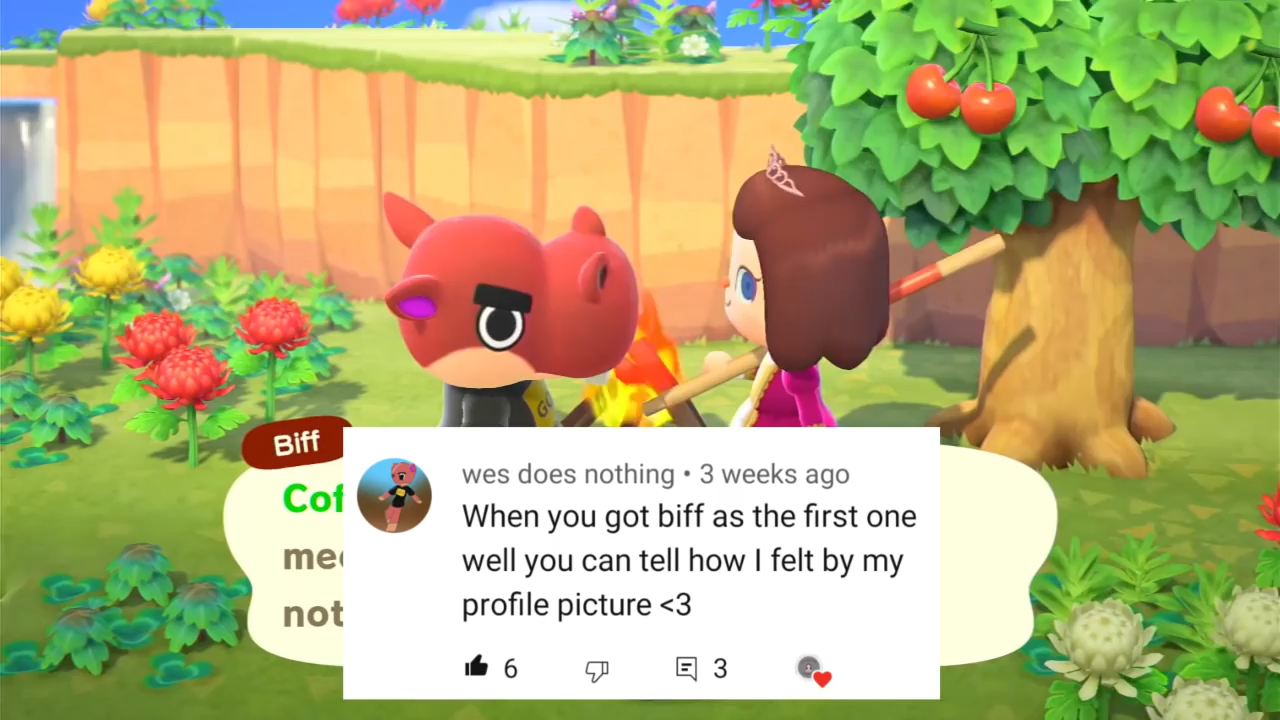 Biff
wes does nothing • 3 weeks ago
When you got biff as the first one
well you can tell how I felt by my
profile picture <3
6
3